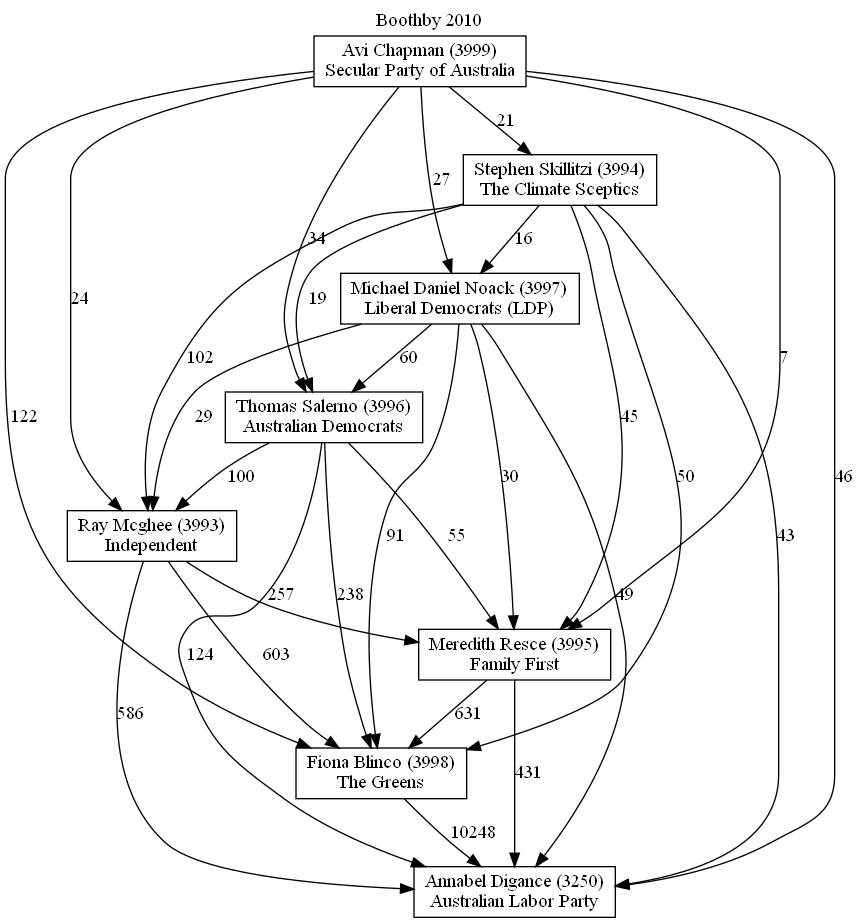 Boothby 2010
Avi Chapman (3999)
Secular Party of Australia
21
Stephen Skillitzi (3994)
The Climate Sceptics
27
34
16
Michael Daniel Noack (3997)
Liberal Democrats (LDP)
24
19
102
60
7
Thomas Salerno (3996)
Australian Democrats
122
29
45
100
30
50
46
Ray Mcghee (3993)
Independent
91
55
43
257
238
49
Meredith Resce (3995)
Family First
124
603
586
631
Fiona Blinco (3998)
The Greens
431
10248
Annabel Digance (3250)
Australian Labor Party